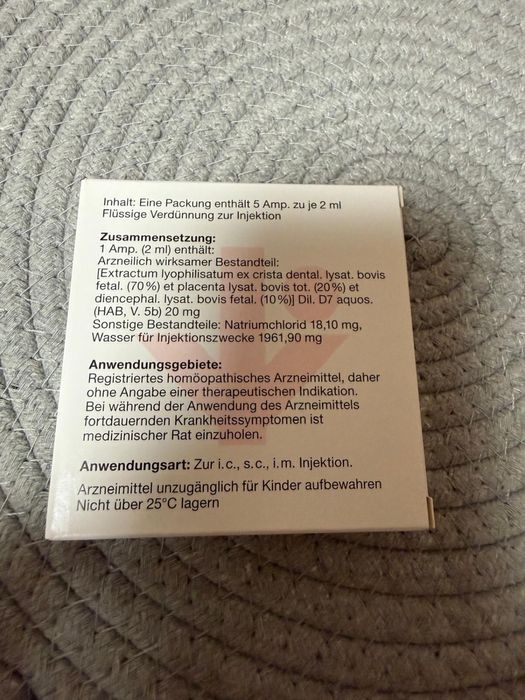 Inhalt: Eine Packung enthält 5 Amp. zu je 2 ml
Flüssige Verdünnung zur Injektion
Zusammensetzung:
1 Amp. (2 ml) enthält:
Arzneilich wirksamer Bestandteil:
[Extractum lyophilisatum ex crista dental. lysat. bovis
fetal. (70%) et placenta lysat. bovis tot. (20%) et
diencephal. lysat. bovis fetal. (10%)] Dil. D7 aquos.
(HAB, V. 5b) 20 mg
Sonstige Bestandteile: Natriumchlorid 18,10 mg,
Wasser für Injektionszwecke 1961,90 mg
Anwendungsgebiete:
Registriertes homöopathisches Arzneimittel, daher
ohne Angabe einer therapeutischen Indikation.
Bei während der Anwendung des Arzneimittels
fortdauernden Krankheitssymptomen ist
medizinischer Rat einzuholen.
Anwendungsart: Zur i.c., s.c., i.m. Injektion.
Arzneimittel unzugänglich für Kinder aufbewahren
Nicht über 25°C lagern